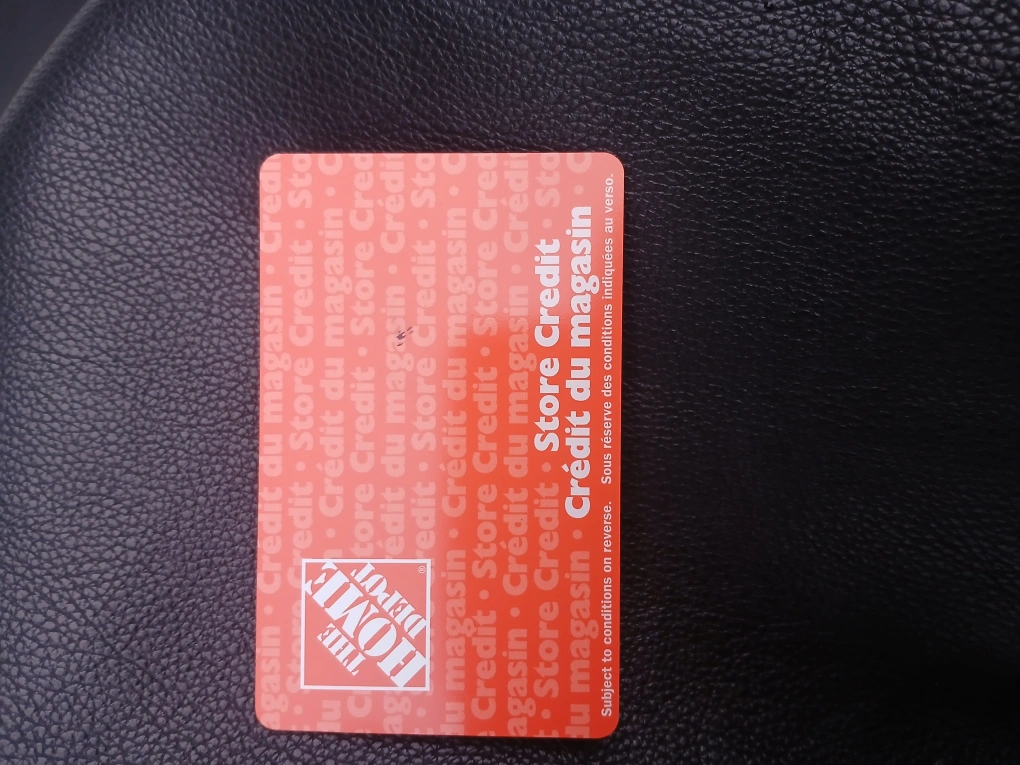 THE
HOME
DEPOT
®
Store Credit
Crédit du magasin
Subject to conditions on reverse. Sous réserve des conditions indiquées au verso.